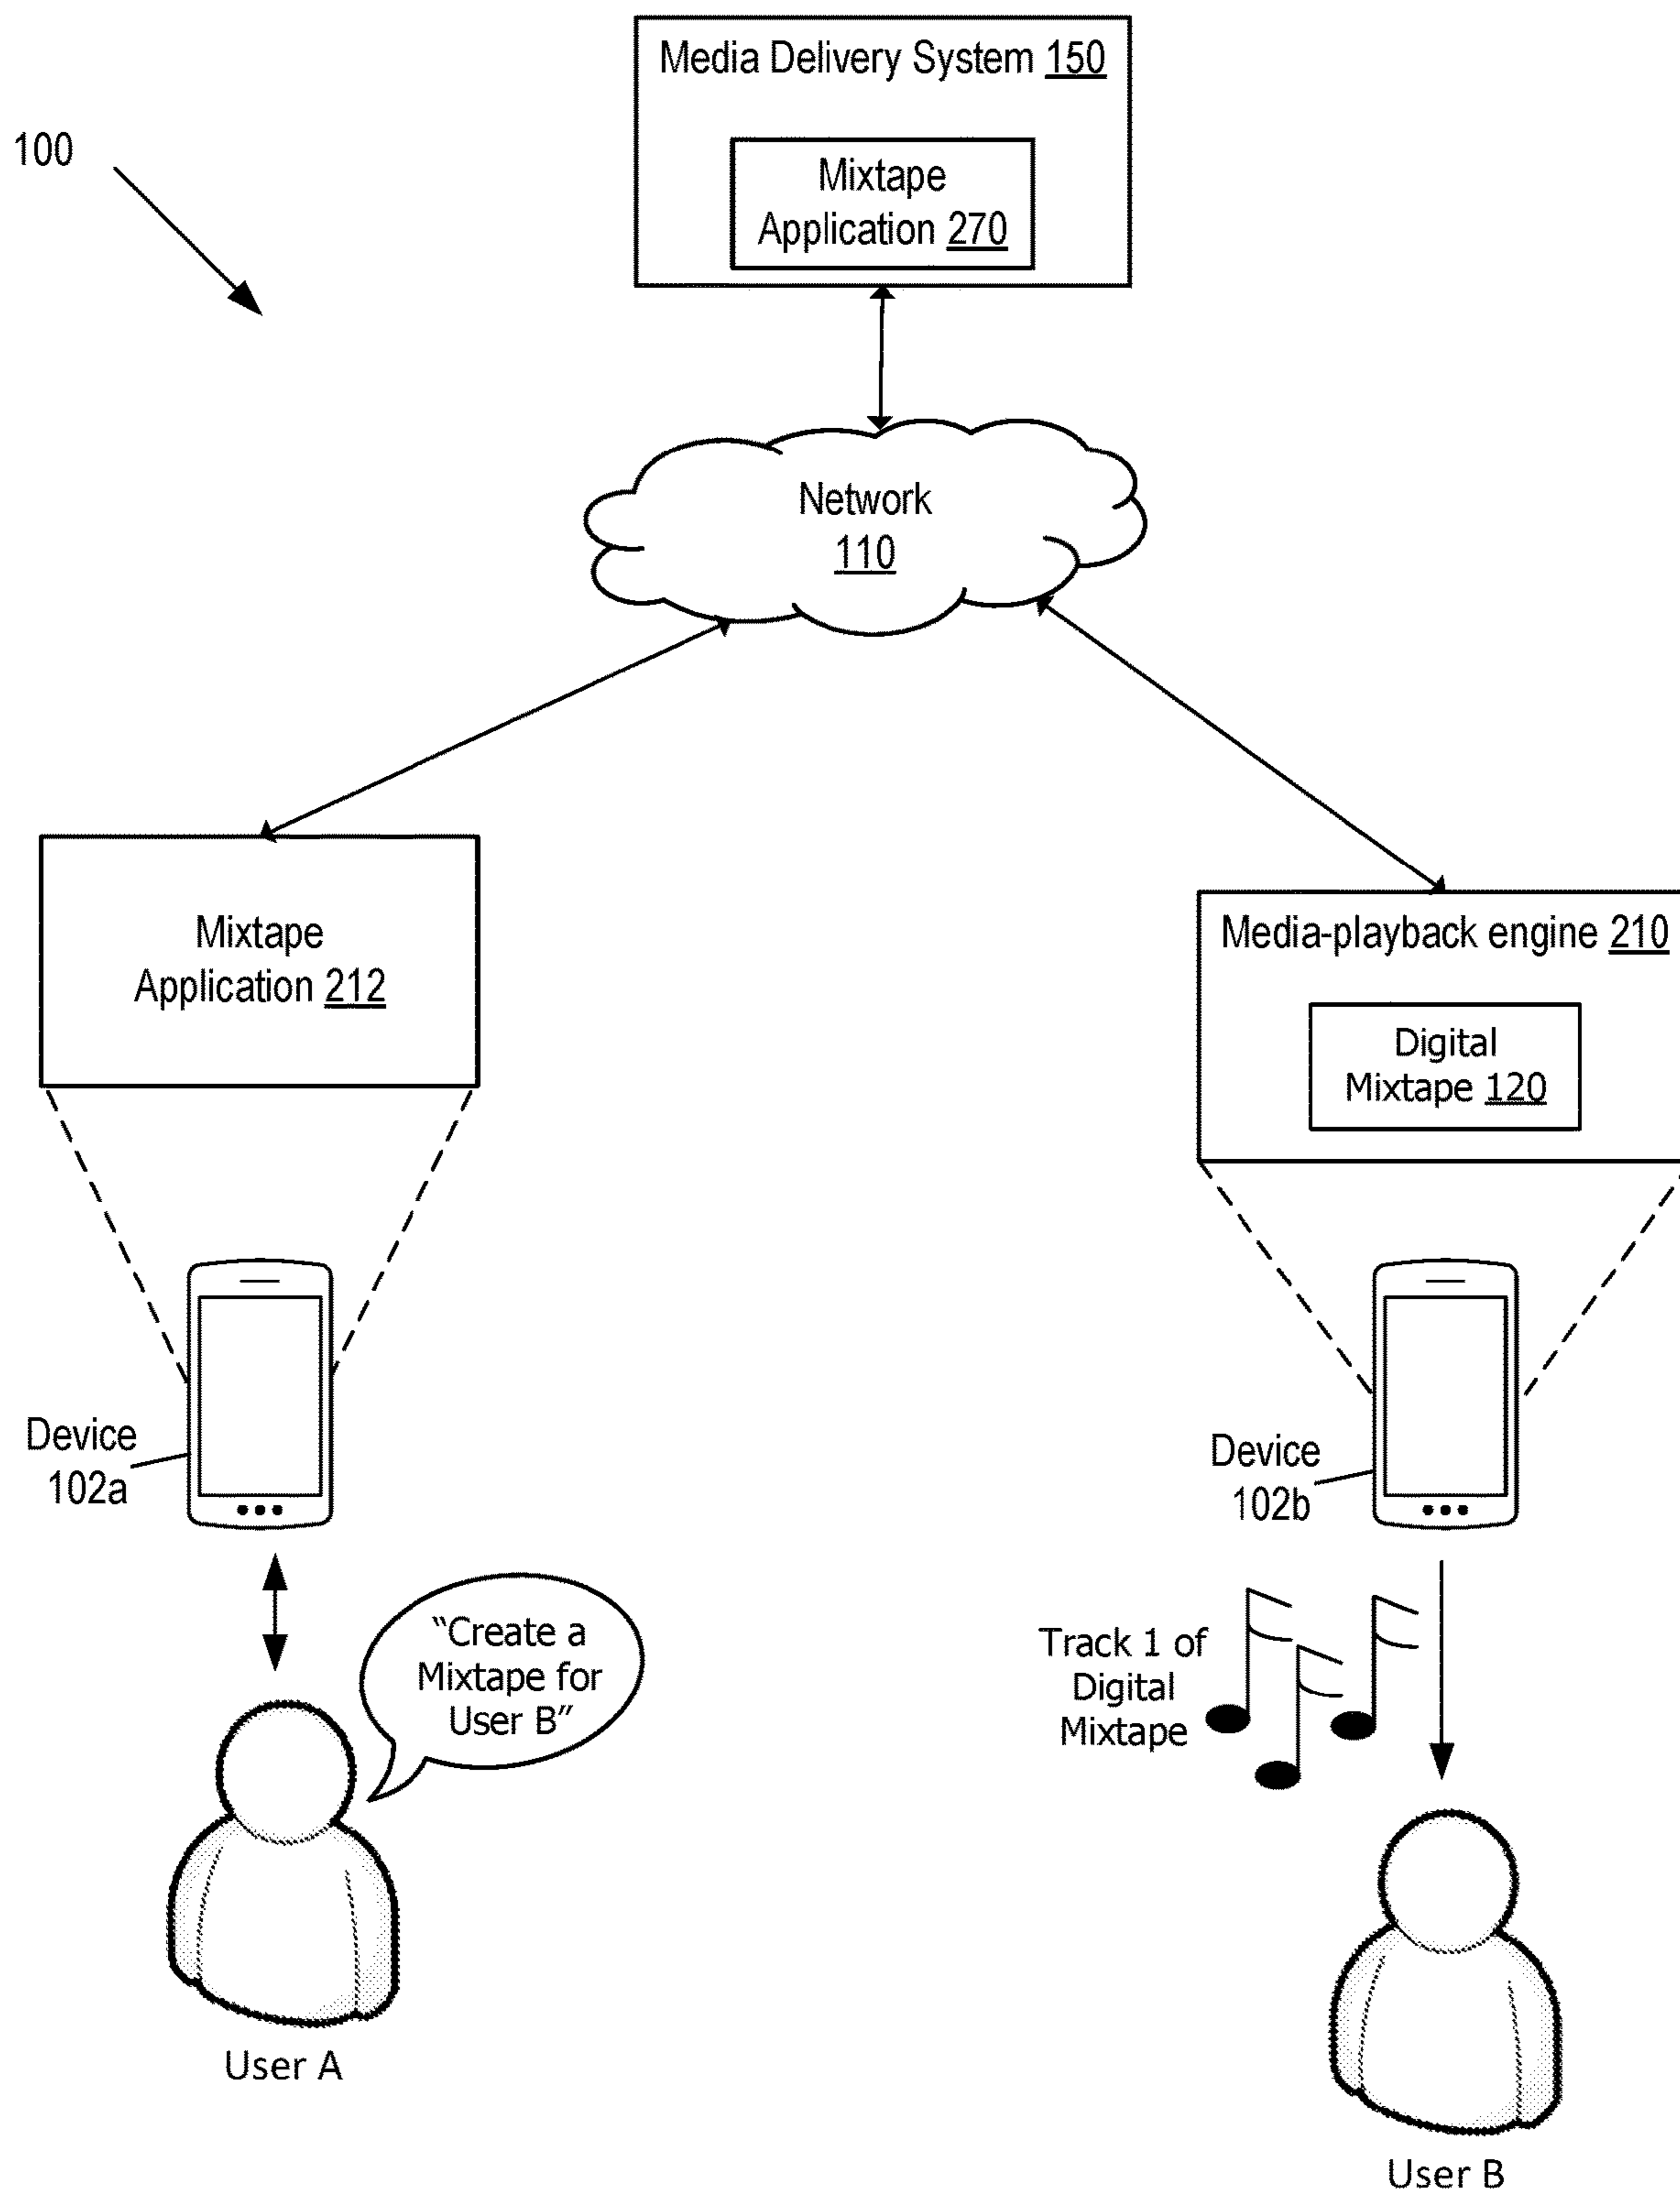 Media Delivery System 150
Mixtape
Application 270
100
Network
110
Mixtape
Application 212
Media-playback engine 210
Digital
Mixtape 120
Device
102a
Device
102b
“Create a
Mixtape for
User B”
Track 1 of
Digital
Mixtape
User A
User B